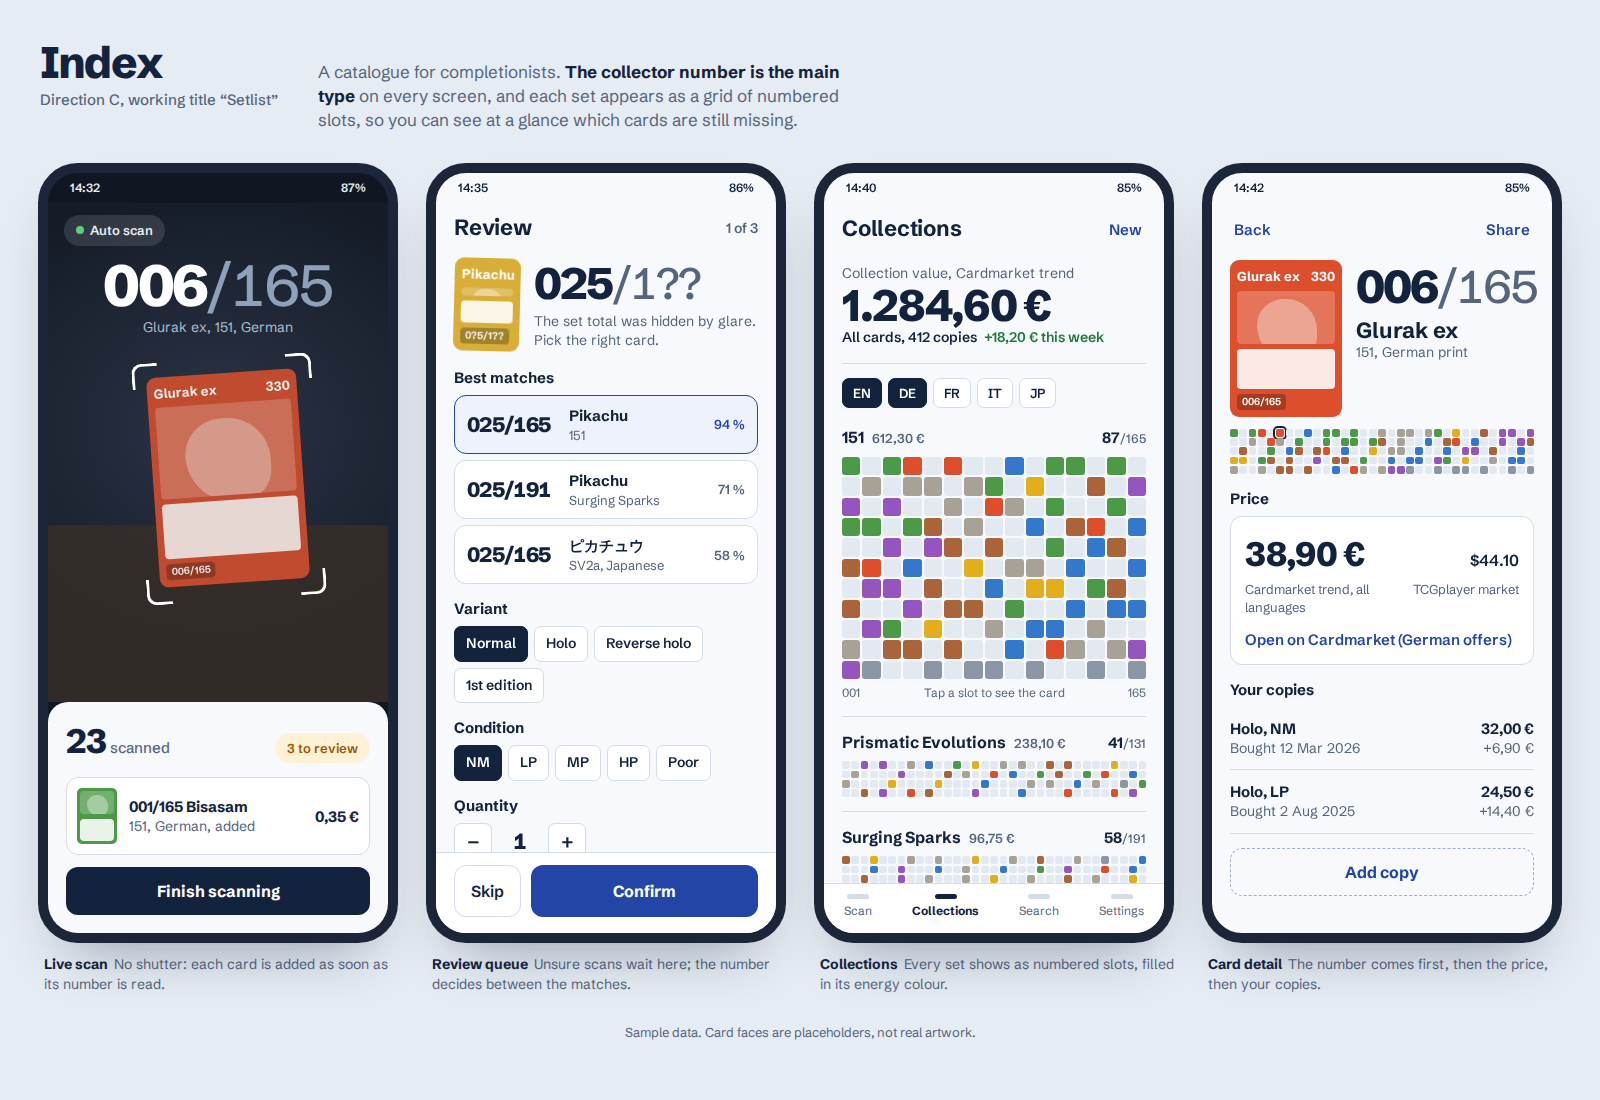 Index
Direction C, working title “Setlist”
A catalogue for completionists. The collector number is the main
type on every screen, and each set appears as a grid of numbered
slots, so you can see at a glance which cards are still missing.
14:32
87%
Auto scan
006/165
Glurak ex, 151, German
Glurak ex 330
006/165
23 scanned
3 to review
001/165 Bisasam
151, German, added
0,35 €
Finish scanning
Live scan No shutter: each card is added as soon as
its number is read.
14:35
86%
Review
1 of 3
Pikachu
0?5/1??
025/1??
The set total was hidden by glare.
Pick the right card.
Best matches
025/165
Pikachu
151
94 %
025/191
Pikachu
Surging Sparks
71 %
025/165
ピカチュウ
SV2a, Japanese
58 %
Variant
Normal
Holo
Reverse holo
1st edition
Condition
NM
LP
MP
HP
Poor
Quantity
−
1
+
Skip
Confirm
Review queue Unsure scans wait here; the number
decides between the matches.
14:40
85%
Collections
New
Collection value, Cardmarket trend
1.284,60 €
All cards, 412 copies +18,20 € this week
EN
DE
FR
IT
JP
151 612,30 €
87/165
001
Tap a slot to see the card
165
Prismatic Evolutions 238,10 €
41/131
Surging Sparks 96,75 €
58/191
Scan
Collections
Search
Settings
Collections Every set shows as numbered slots, filled
in its energy colour.
14:42
85%
Back
Share
Glurak ex 330
006/165
006/165
Glurak ex
151, German print
Price
38,90 €
$44.10
Cardmarket trend, all
languages
TCGplayer market
Open on Cardmarket (German offers)
Your copies
Holo, NM
32,00 €
Bought 12 Mar 2026
+6,90 €
Holo, LP
24,50 €
Bought 2 Aug 2025
+14,40 €
Add copy
Card detail The number comes first, then the price,
then your copies.
Sample data. Card faces are placeholders, not real artwork.